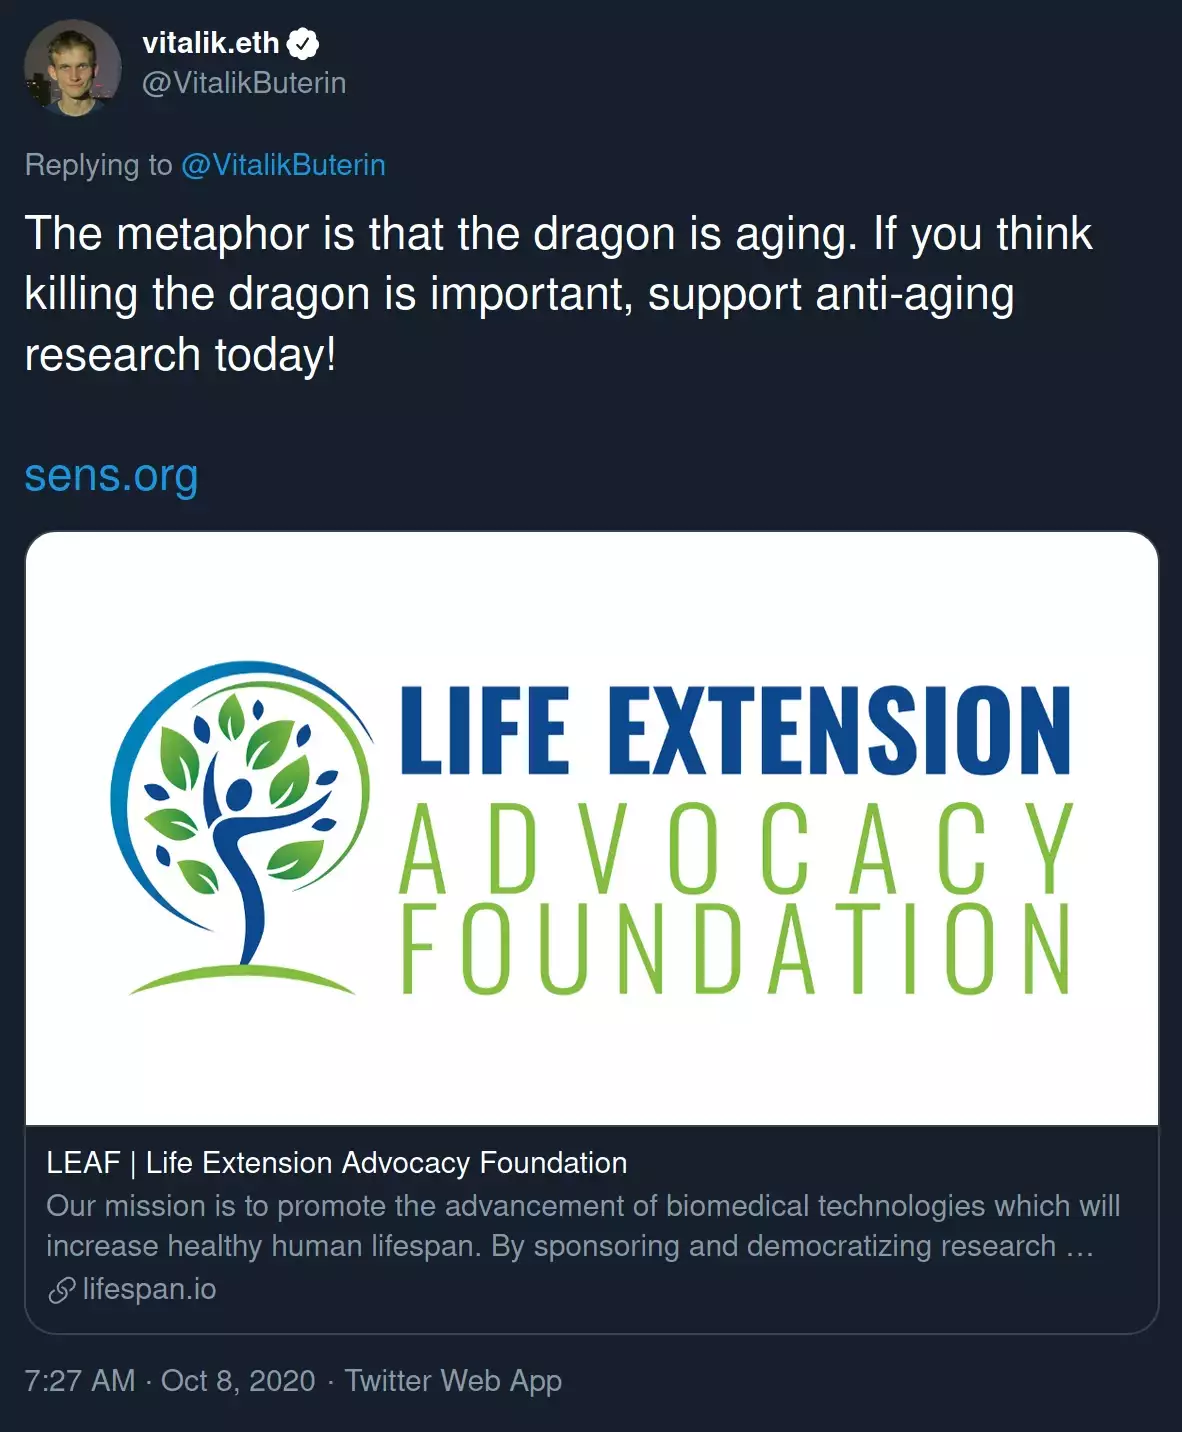 vitalik.eth
@VitalikButerin
Replying to @VitalikButerin
The metaphor is that the dragon is aging. If you think
killing the dragon is important, support anti-aging
research today!
sens.org
LIFE EXTENSION
ADVOCACY
FOUNDATION
LEAF | Life Extension Advocacy Foundation
Our mission is to promote the advancement of biomedical technologies which will
increase healthy human lifespan. By sponsoring and democratizing research …
lifespan.io
7:27 AM · Oct 8, 2020 · Twitter Web App